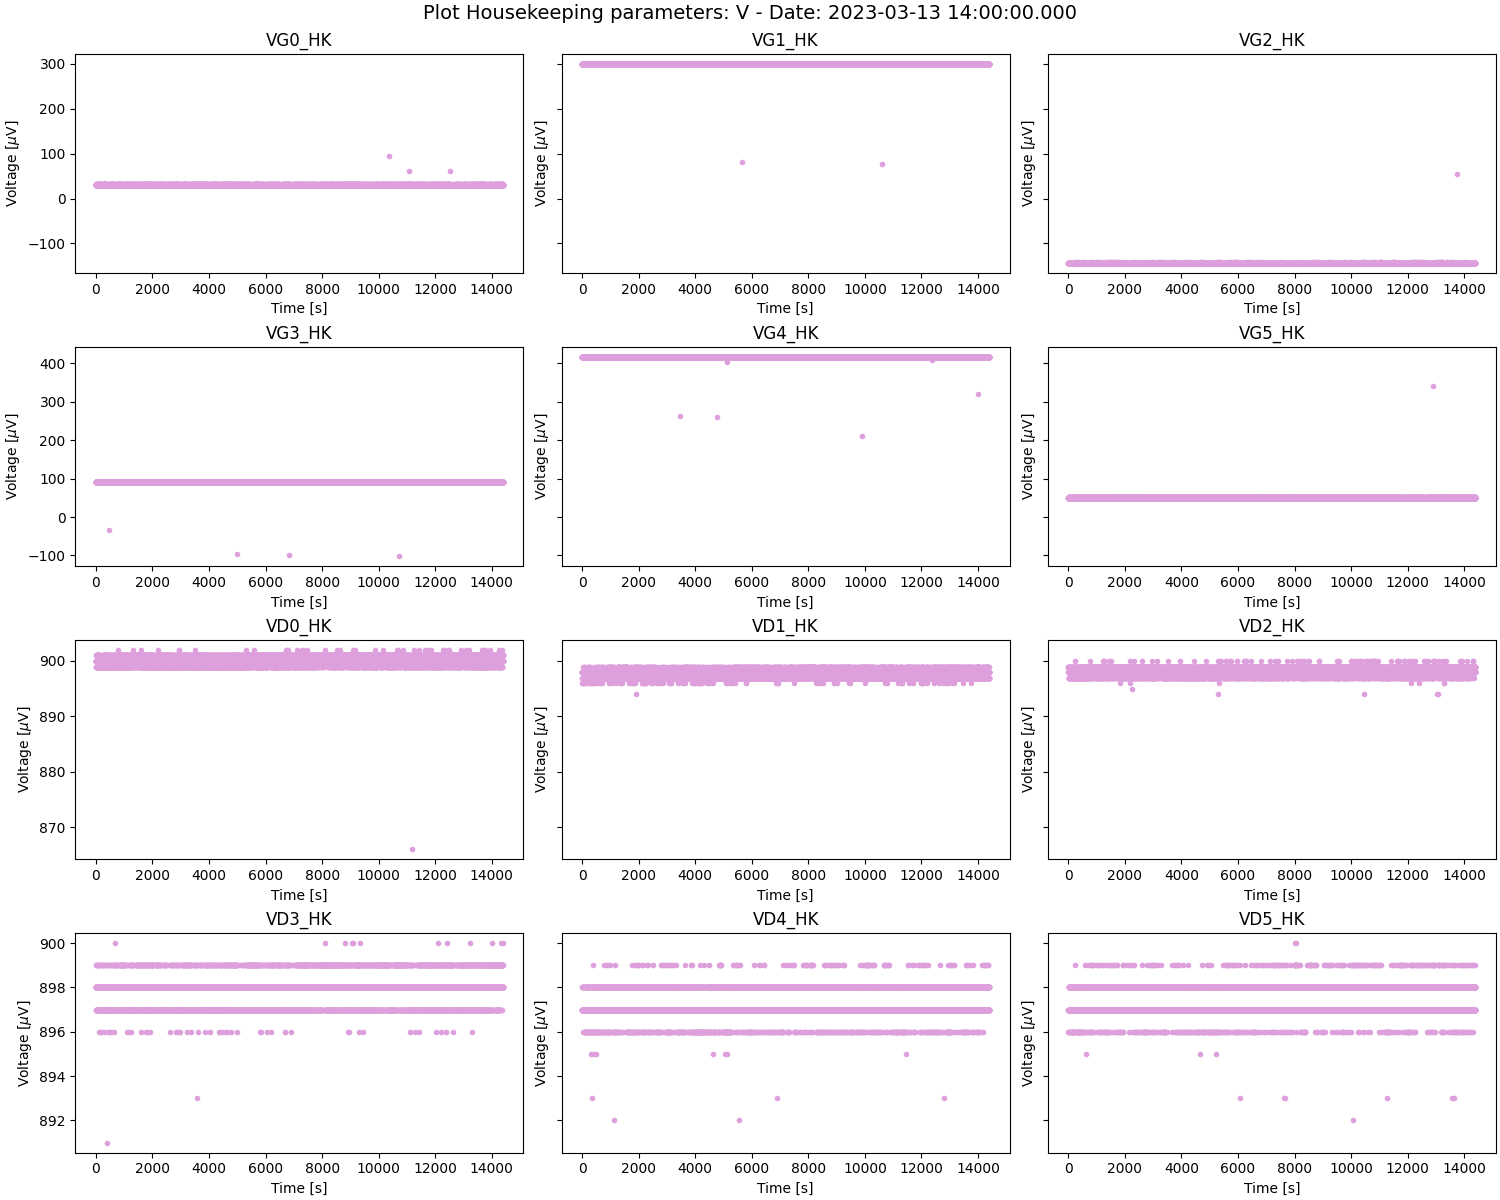 Plot Housekeeping parameters: V - Date: 2023-03-13 14:00:00.000
VG0_HK
VG1_HK
VG2_HK
Voltage [μV]
300
200
100
0
−100
Voltage [μV]
Voltage [μV]
0 2000 4000 6000 8000 10000 12000 14000
0 2000 4000 6000 8000 10000 12000 14000
0 2000 4000 6000 8000 10000 12000 14000
Time [s]
Time [s]
Time [s]
VG3_HK
VG4_HK
VG5_HK
Voltage [μV]
400
300
200
100
0
−100
Voltage [μV]
Voltage [μV]
0 2000 4000 6000 8000 10000 12000 14000
0 2000 4000 6000 8000 10000 12000 14000
0 2000 4000 6000 8000 10000 12000 14000
Time [s]
Time [s]
Time [s]
VD0_HK
VD1_HK
VD2_HK
Voltage [μV]
900
890
880
870
Voltage [μV]
Voltage [μV]
0 2000 4000 6000 8000 10000 12000 14000
0 2000 4000 6000 8000 10000 12000 14000
0 2000 4000 6000 8000 10000 12000 14000
Time [s]
Time [s]
Time [s]
VD3_HK
VD4_HK
VD5_HK
Voltage [μV]
900
898
896
894
892
Voltage [μV]
Voltage [μV]
0 2000 4000 6000 8000 10000 12000 14000
0 2000 4000 6000 8000 10000 12000 14000
0 2000 4000 6000 8000 10000 12000 14000
Time [s]
Time [s]
Time [s]